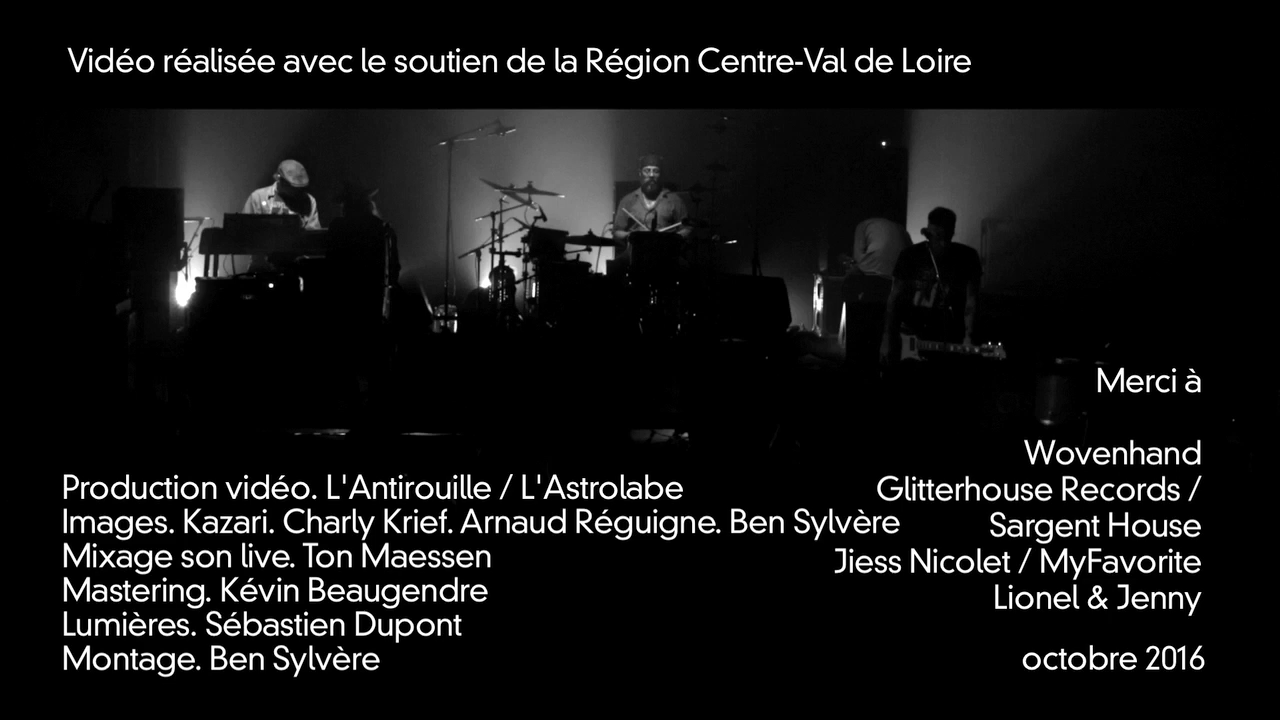 Vidéo réalisée avec le soutien de la Région Centre-Val de Loire
Production vidéo. L'Antirouille / L'Astrolabe
Images. Kazari. Charly Krief. Arnaud Réguigne. Ben Sylvère
Mixage son live. Ton Maessen
Mastering. Kévin Beaugendre
Lumières. Sébastien Dupont
Montage. Ben Sylvère
Merci à
Wovenhand
Glitterhouse Records /
Sargent House
Jiess Nicolet / MyFavorite
Lionel & Jenny
octobre 2016